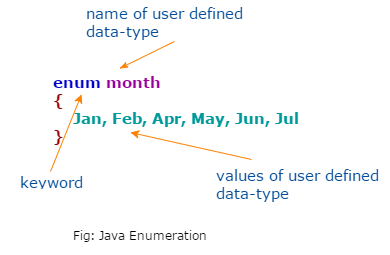 name of user defined
data-type
enum month
{
Jan, Feb, Apr, May, Jun, Jul
}
keyword
values of user defined
data-type
Fig: Java Enumeration